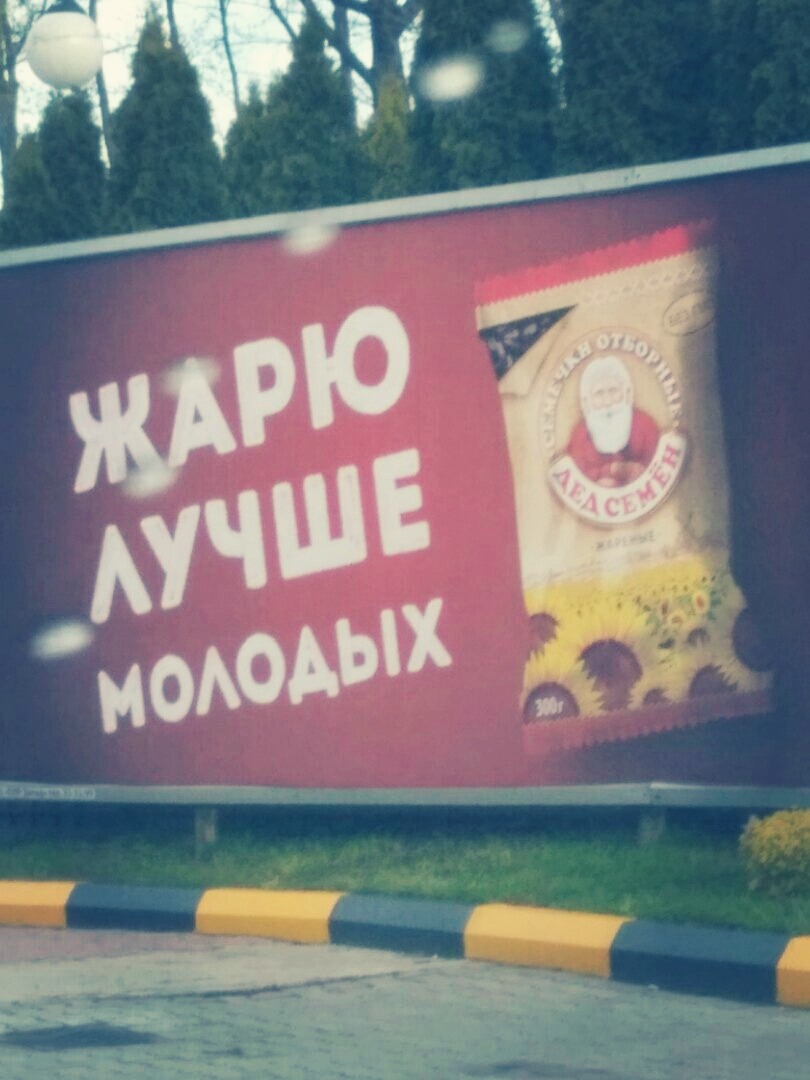 ЖАРЮ
ЛУЧШЕ
МОЛОДЫХ
СЕМЕЧКИ ОТБОРНЫЕ
ДЕД СЕМЁН
ЖАРЕНЫЕ
300г